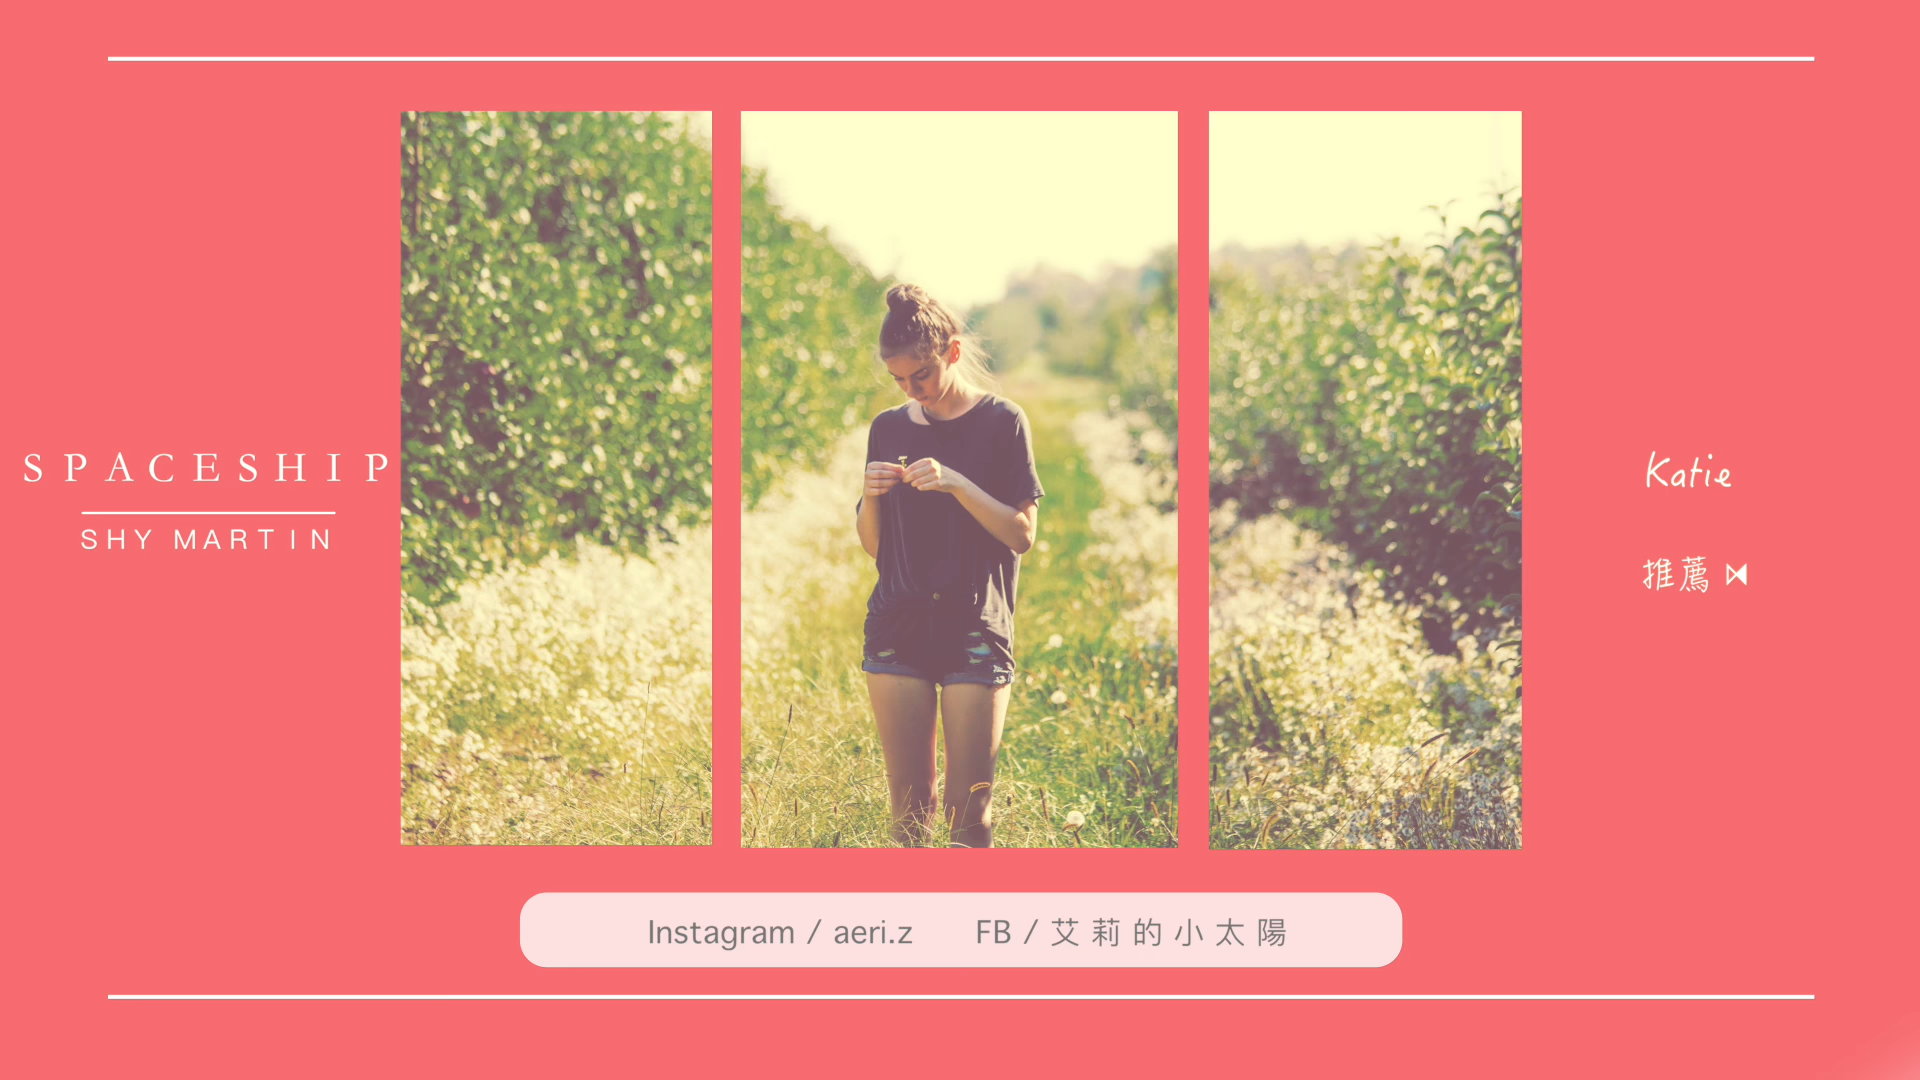 SPACESHIP
SHY MARTIN
Katie
推薦
Instagram / aeri.z FB / 艾莉的小太陽